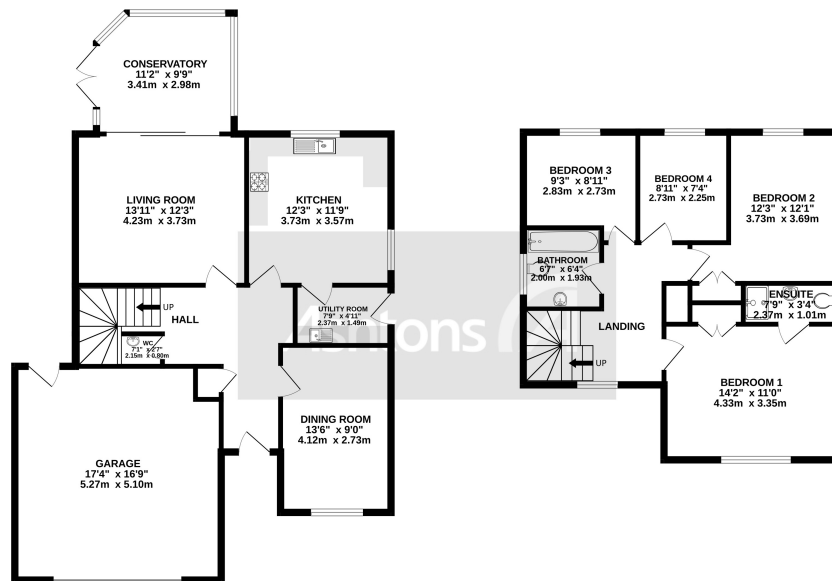 CONSERVATORY
11'2" x 9'9"
3.41m x 2.98m
LIVING ROOM
13'11" x 12'3"
4.23m x 3.73m
KITCHEN
12'3" x 11'9"
3.73m x 3.57m
UTILITY ROOM
7'9" x 4'11"
2.37m x 1.49m
UP
HALL
WC
7'1" x 2'7"
2.15m x 0.80m
DINING ROOM
13'6" x 9'0"
4.12m x 2.73m
GARAGE
17'4" x 16'9"
5.27m x 5.10m
BEDROOM 3
9'3" x 8'11"
2.83m x 2.73m
BEDROOM 4
8'11" x 7'4"
2.73m x 2.25m
BEDROOM 2
12'3" x 12'1"
3.73m x 3.69m
BATHROOM
6'7" x 6'4"
2.00m x 1.93m
ENSUITE
7'9" x 3'4"
2.37m x 1.01m
LANDING
UP
BEDROOM 1
14'2" x 11'0"
4.33m x 3.35m
Ashtons